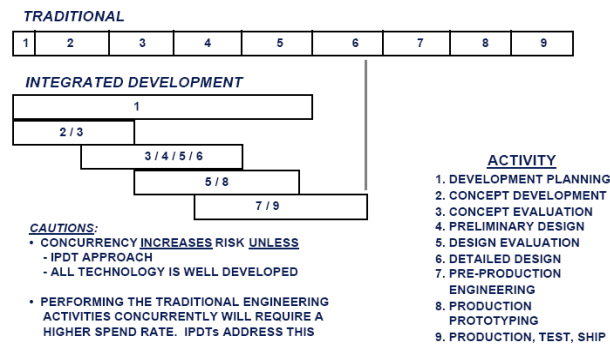 TRADITIONAL
1 2 3 4 5 6 7 8 9
INTEGRATED DEVELOPMENT
1
2 / 3
3 / 4 / 5 / 6
5 / 8
7 / 9
CAUTIONS:
• CONCURRENCY INCREASES RISK UNLESS
- IPDT APPROACH
- ALL TECHNOLOGY IS WELL DEVELOPED
• PERFORMING THE TRADITIONAL ENGINEERING
ACTIVITIES CONCURRENTLY WILL REQUIRE A
HIGHER SPEND RATE. IPDTs ADDRESS THIS
ACTIVITY
1. DEVELOPMENT PLANNING
2. CONCEPT DEVELOPMENT
3. CONCEPT EVALUATION
4. PRELIMINARY DESIGN
5. DESIGN EVALUATION
6. DETAILED DESIGN
7. PRE-PRODUCTION
ENGINEERING
8. PRODUCTION
PROTOTYPING
9. PRODUCTION, TEST, SHIP